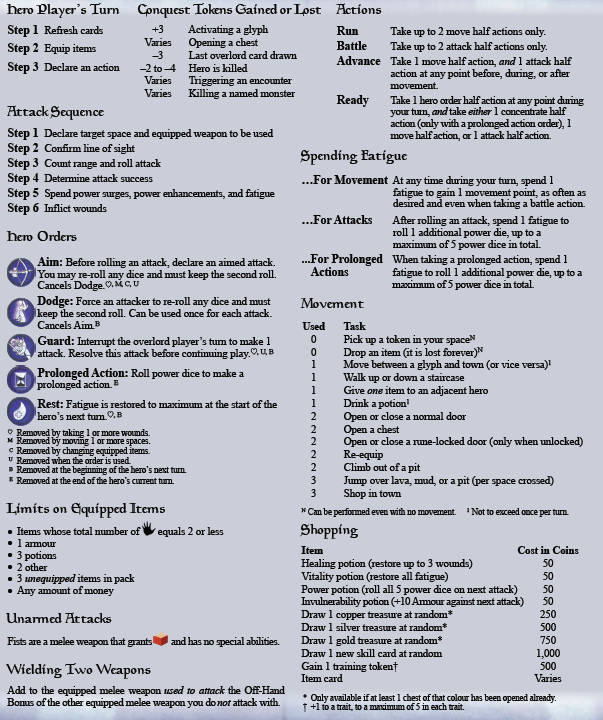 Hero Player's Turn
Step 1 Refresh cards
Step 2 Equip items
Step 3 Declare an action
Conquest Tokens Gained or Lost
+3 Activating a glyph
Varies Opening a chest
–3 Last overlord card drawn
–2 to –4 Hero is killed
Varies Triggering an encounter
Varies Killing a named monster
Attack Sequence
Step 1 Declare target space and equipped weapon to be used
Step 2 Confirm line of sight
Step 3 Count range and roll attack
Step 4 Determine attack success
Step 5 Spend power surges, power enhancements, and fatigue
Step 6 Inflict wounds
Hero Orders
Aim: Before rolling an attack, declare an aimed attack.
You may re-roll any dice and must keep the second roll.
Cancels Dodge.♡, M, C, U
Dodge: Force an attacker to re-roll any dice and must
keep the second roll. Can be used once for each attack.
Cancels Aim.B
Guard: Interrupt the overlord player's turn to make 1
attack. Resolve this attack before continuing play.♡, U, B
Prolonged Action: Roll power dice to make a
prolonged action. E
Rest: Fatigue is restored to maximum at the start of the
hero's next turn.♡, B
♡ Removed by taking 1 or more wounds.
M Removed by moving 1 or more spaces.
C Removed by changing equipped items.
U Removed when the order is used.
B Removed at the beginning of the hero's next turn.
E Removed at the end of the hero's current turn.
Limits on Equipped Items
• Items whose total number of equals 2 or less
• 1 armour
• 3 potions
• 2 other
• 3 unequipped items in pack
• Any amount of money
Unarmed Attacks
Fists are a melee weapon that grants and has no special abilities.
Wielding Two Weapons
Add to the equipped melee weapon used to attack the Off-Hand
Bonus of the other equipped melee weapon you do not attack with.
Actions
Run Take up to 2 move half actions only.
Battle Take up to 2 attack half actions only.
Advance Take 1 move half action, and 1 attack half
action at any point before, during, or after
movement.
Ready Take 1 hero order half action at any point during
your turn, and take either 1 concentrate half
action (only with a prolonged action order), 1
move half action, or 1 attack half action.
Spending Fatigue
...For Movement At any time during your turn, spend 1
fatigue to gain 1 movement point, as often as
desired and even when taking a battle action.
...For Attacks After rolling an attack, spend 1 fatigue to
roll 1 additional power die, up to a
maximum of 5 power dice in total.
...For Prolonged When taking a prolonged action, spend 1
Actions fatigue to roll 1 additional power die, up to a
maximum of 5 power dice in total.
Movement
Used Task
0 Pick up a token in your spaceN
0 Drop an item (it is lost forever)N
1 Move between a glyph and town (or vice versa)1
1 Walk up or down a staircase
1 Give one item to an adjacent hero
1 Drink a potion1
2 Open or close a normal door
2 Open a chest
2 Open or close a rune-locked door (only when unlocked)
2 Re-equip
2 Climb out of a pit
3 Jump over lava, mud, or a pit (per space crossed)
3 Shop in town
N Can be performed even with no movement. 1 Not to exceed once per turn.
Shopping
Item Cost in Coins
Healing potion (restore up to 3 wounds) 50
Vitality potion (restore all fatigue) 50
Power potion (roll all 5 power dice on next attack) 50
Invulnerability potion (+10 Armour against next attack) 50
Draw 1 copper treasure at random* 250
Draw 1 silver treasure at random* 500
Draw 1 gold treasure at random* 750
Draw 1 new skill card at random 1,000
Gain 1 training token† 500
Item card Varies
* Only available if at least 1 chest of that colour has been opened already.
† +1 to a trait, to a maximum of 5 in each trait.